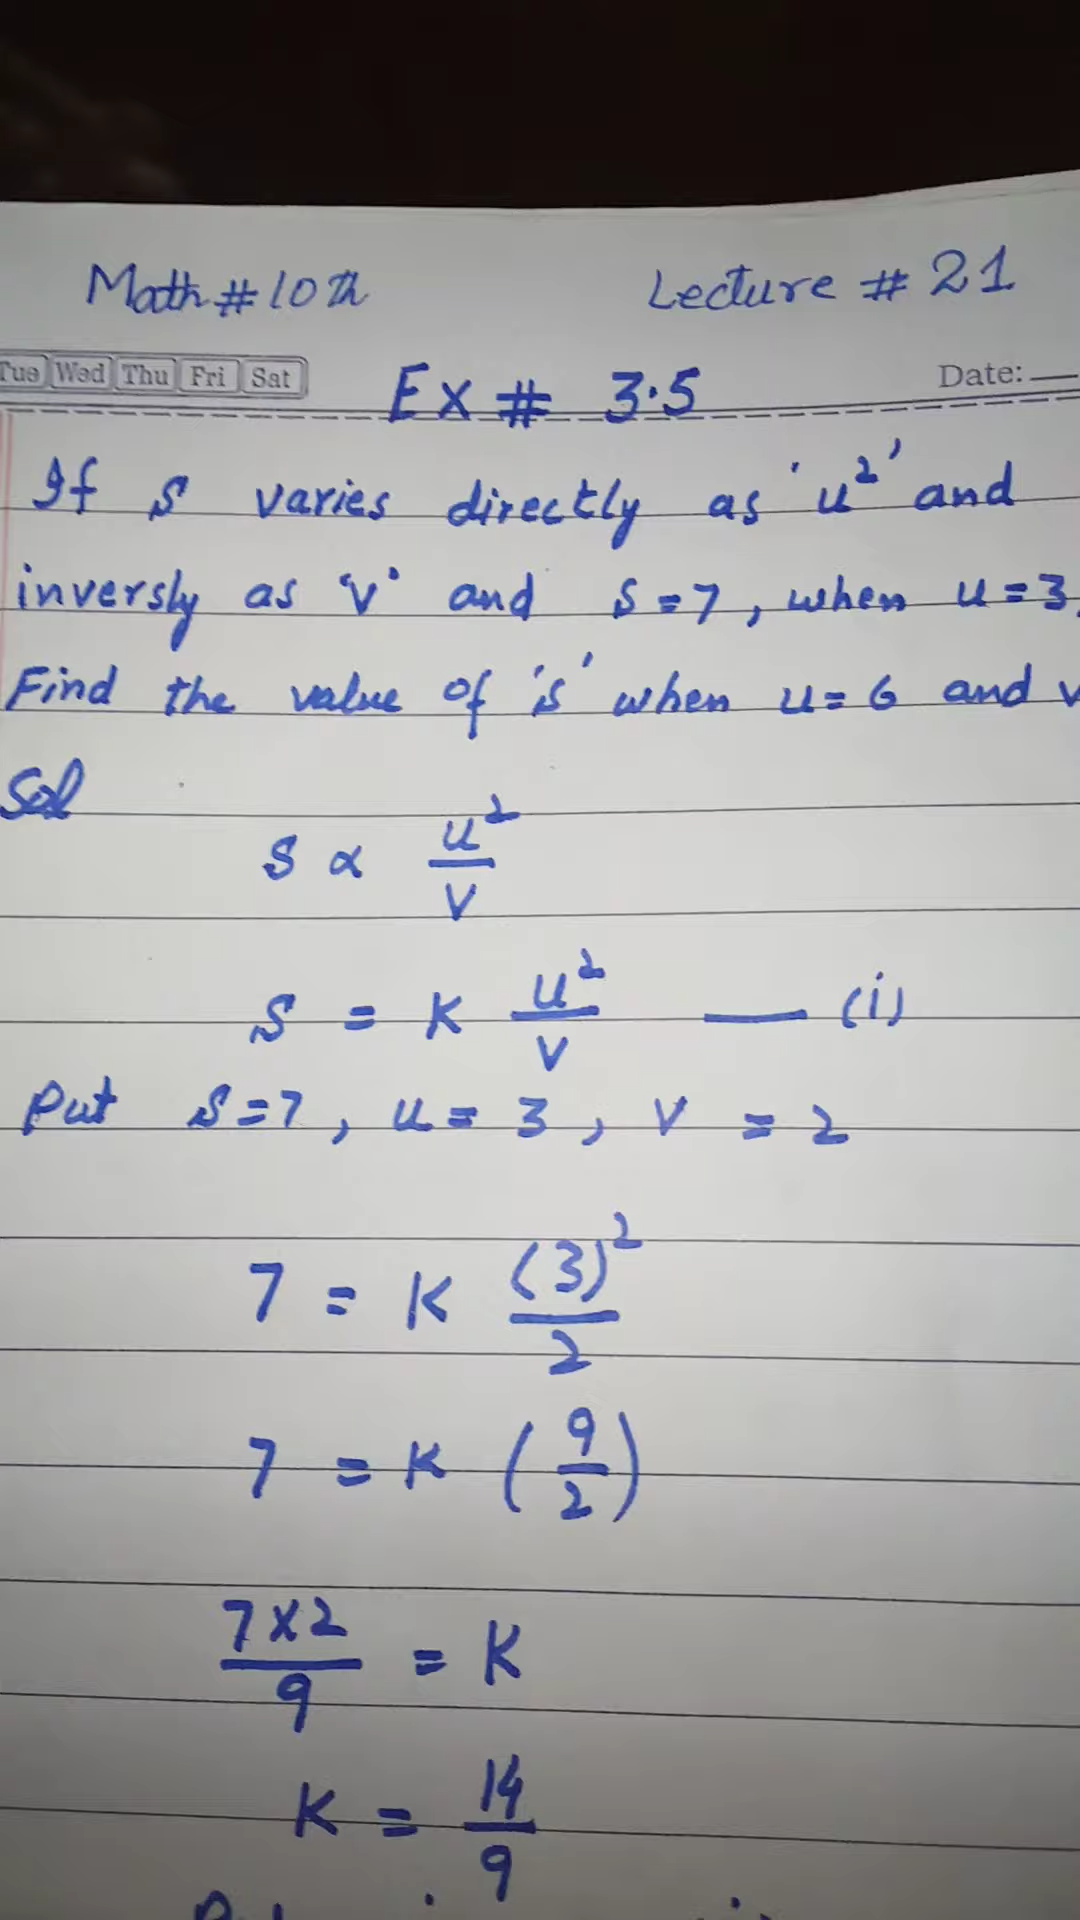 Math # 10th Lecture # 21
Tue Wed Thu Fri Sat Date:
Ex # 3.5
If S varies directly as 'u²' and
inversly as 'v' and S=7, when u=3,
Find the value of 's' when u=6 and v
Sol
S ∝ u²/v
S = K u²/v — (i)
Put S=7, u=3, v=2
7 = K (3)²/2
7 = K (9/2)
7×2/9 = K
K = 14/9